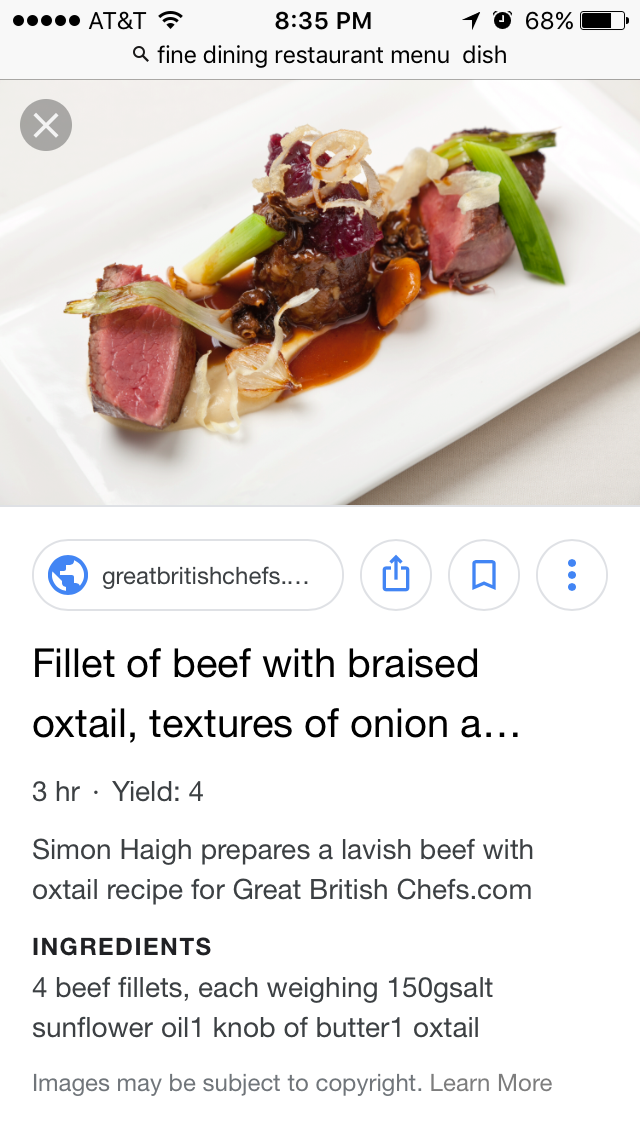 AT&T 8:35 PM 68%
fine dining restaurant menu dish
greatbritishchefs....
Fillet of beef with braised
oxtail, textures of onion a...
3 hr · Yield: 4
Simon Haigh prepares a lavish beef with
oxtail recipe for Great British Chefs.com
INGREDIENTS
4 beef fillets, each weighing 150gsalt
sunflower oil1 knob of butter1 oxtail
Images may be subject to copyright. Learn More